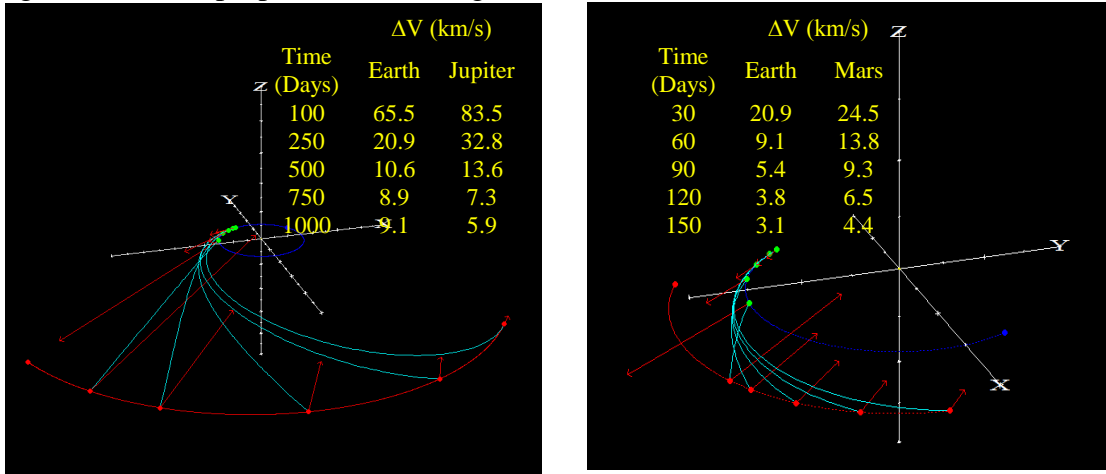 ΔV (km/s)
Time (Days) Earth Jupiter
100 65.5 83.5
250 20.9 32.8
500 10.6 13.6
750 8.9 7.3
1000 9.1 5.9
Z
Y
ΔV (km/s)
Time (Days) Earth Mars
30 20.9 24.5
60 9.1 13.8
90 5.4 9.3
120 3.8 6.5
150 3.1 4.4
Z
Y
X